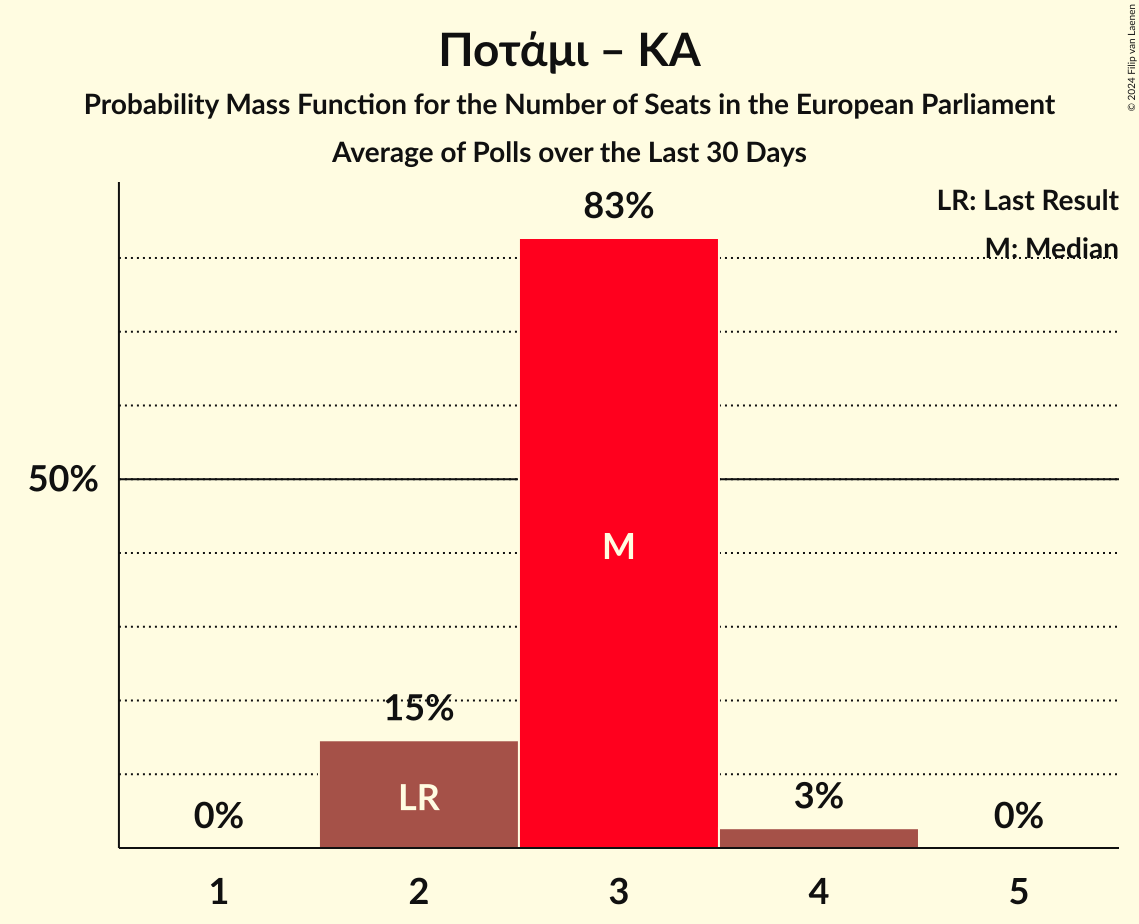 Ποτάμι – ΚΑ
Probability Mass Function for the Number of Seats in the European Parliament
Average of Polls over the Last 30 Days
© 2024 Filip van Laenen
LR: Last Result
M: Median
83%
50%
M
15%
LR
3%
0%
0%
1 2 3 4 5